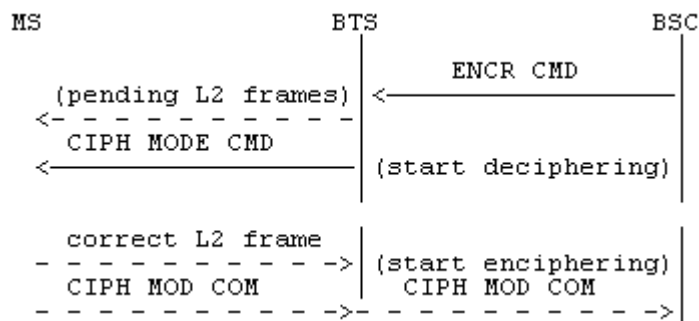 MS BTS BSC
ENCR CMD
(pending L2 frames)
CIPH MODE CMD
(start deciphering)
correct L2 frame
(start enciphering)
CIPH MOD COM CIPH MOD COM